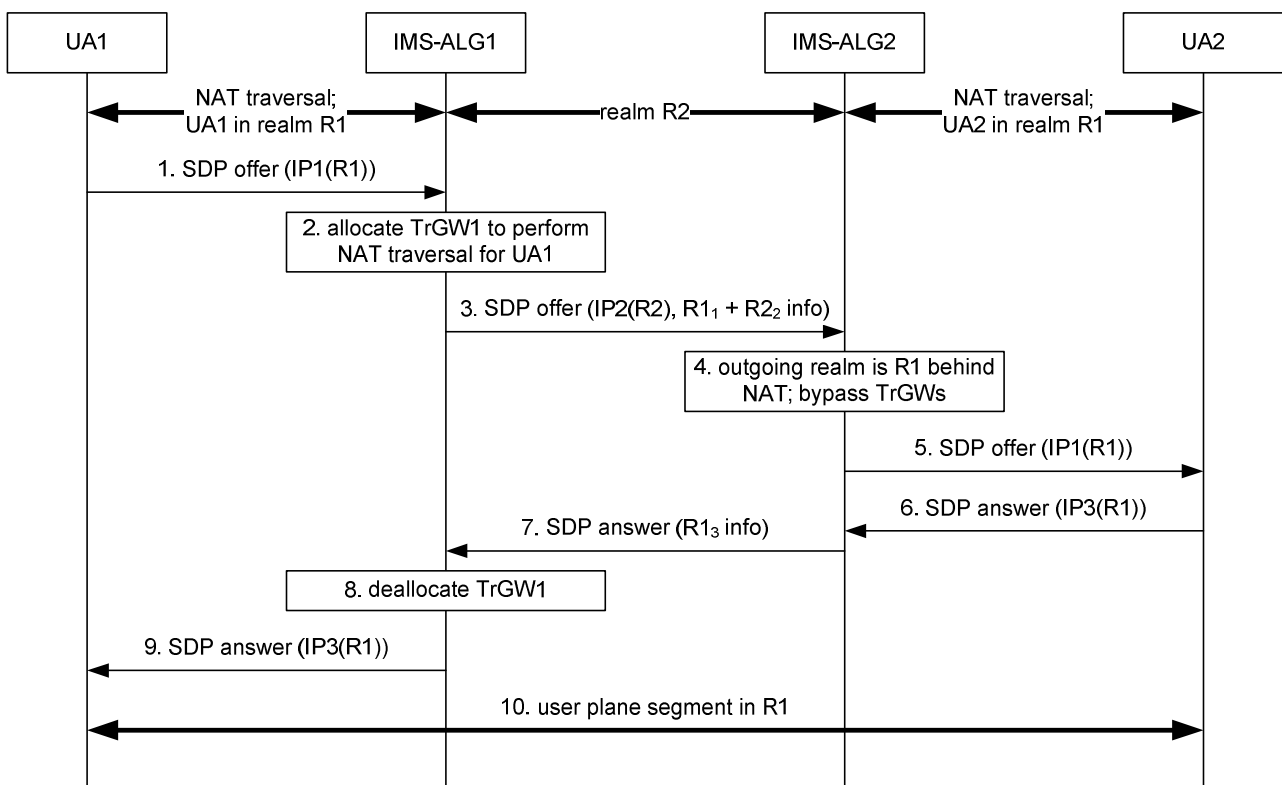 UA1
IMS-ALG1
IMS-ALG2
UA2
NAT traversal;
UA1 in realm R1
realm R2
NAT traversal;
UA2 in realm R1
1. SDP offer (IP1(R1))
2. allocate TrGW1 to perform
NAT traversal for UA1
3. SDP offer (IP2(R2), R1₁ + R2₂ info)
4. outgoing realm is R1 behind
NAT; bypass TrGWs
5. SDP offer (IP1(R1))
6. SDP answer (IP3(R1))
7. SDP answer (R1₃ info)
8. deallocate TrGW1
9. SDP answer (IP3(R1))
10. user plane segment in R1